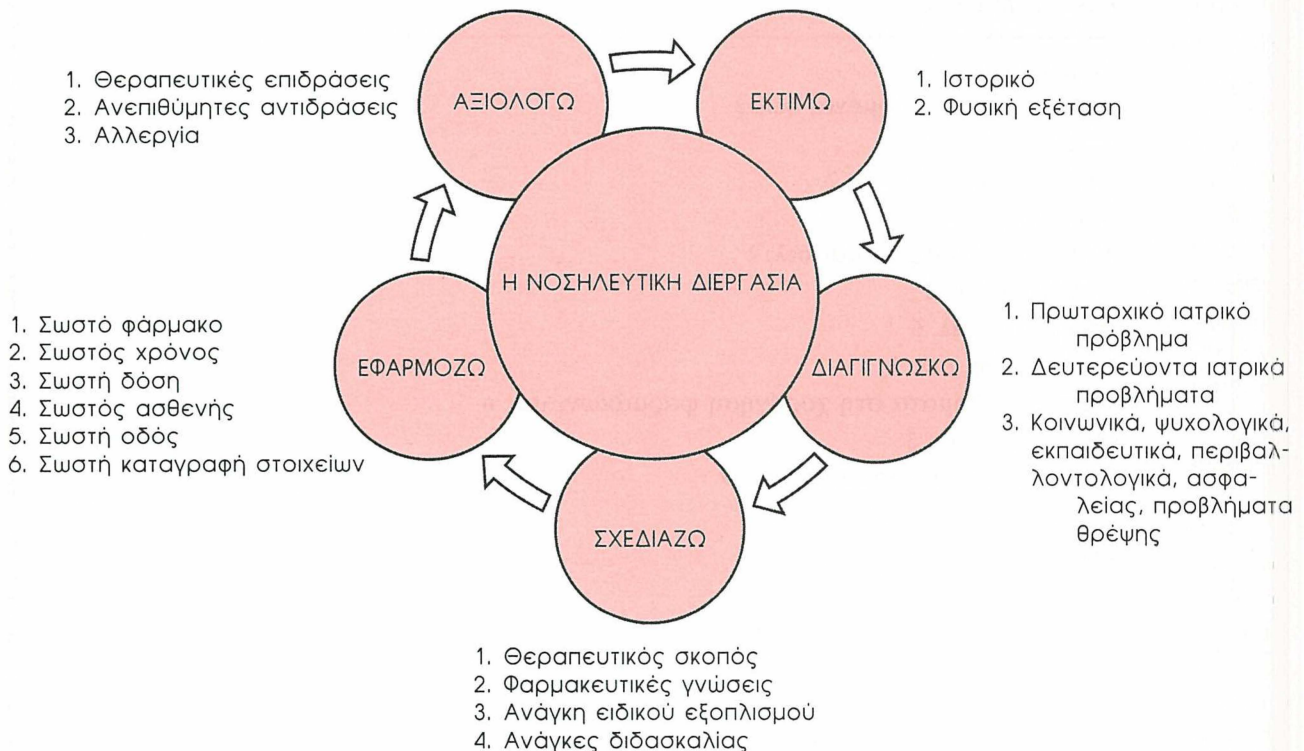 ΑΞΙΟΛΟΓΩ
1. Θεραπευτικές επιδράσεις
2. Ανεπιθύμητες αντιδράσεις
3. Αλλεργία
ΕΚΤΙΜΩ
1. Ιστορικό
2. Φυσική εξέταση
Η ΝΟΣΗΛΕΥΤΙΚΗ ΔΙΕΡΓΑΣΙΑ
ΔΙΑΓΙΓΝΩΣΚΩ
1. Πρωταρχικό ιατρικό
πρόβλημα
2. Δευτερεύοντα ιατρικά
προβλήματα
3. Κοινωνικά, ψυχολογικά,
εκπαιδευτικά, περιβαλ-
λοντολογικά, ασφα-
λείας, προβλήματα
θρέψης
ΣΧΕΔΙΑΖΩ
1. Θεραπευτικός σκοπός
2. Φαρμακευτικές γνώσεις
3. Ανάγκη ειδικού εξοπλισμού
4. Ανάγκες διδασκαλίας
ΕΦΑΡΜΟΖΩ
1. Σωστό φάρμακο
2. Σωστός χρόνος
3. Σωστή δόση
4. Σωστός ασθενής
5. Σωστή οδός
6. Σωστή καταγραφή στοιχείων